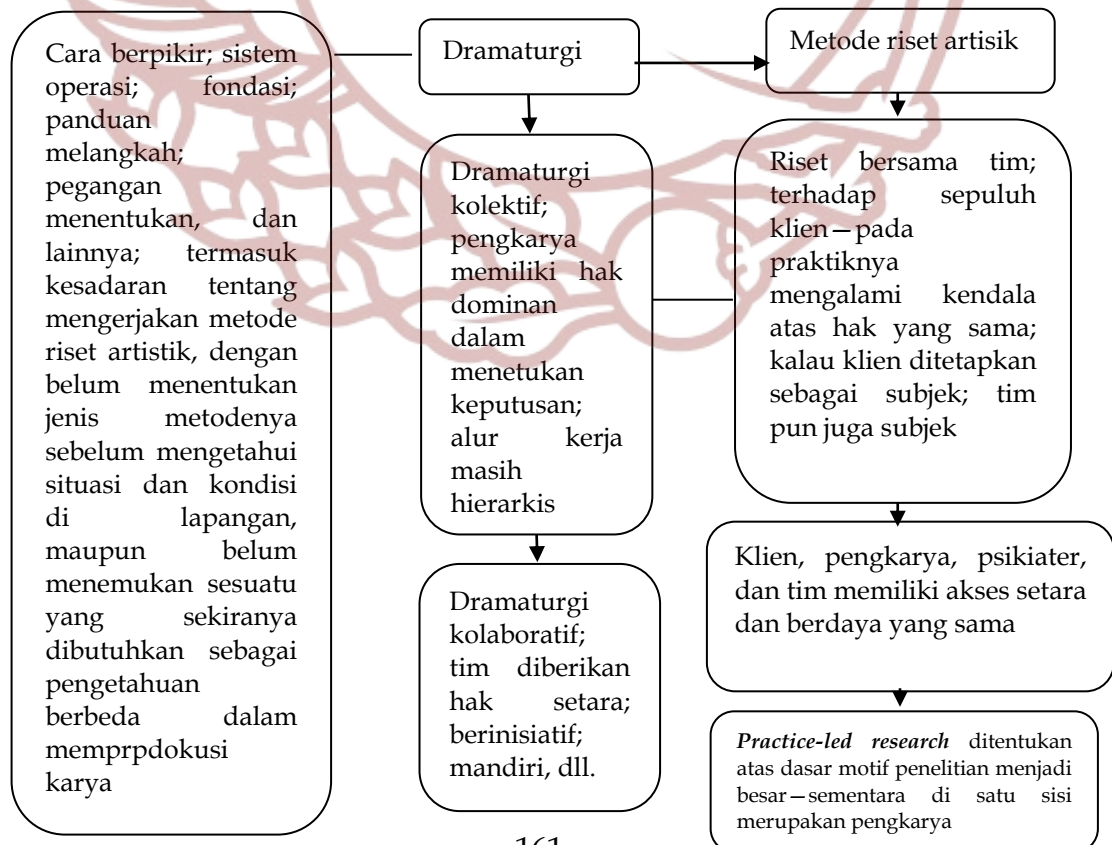 Cara berpikir; sistem
operasi; fondasi;
panduan
melangkah;
pegangan
menentukan, dan
lainnya; termasuk
kesadaran tentang
mengerjakan metode
riset artistik, dengan
belum menentukan
jenis metodenya
sebelum mengetahui
situasi dan kondisi
di lapangan,
maupun belum
menemukan sesuatu
yang sekiranya
dibutuhkan sebagai
pengetahuan
berbeda dalam
memprpdokusi
karya
Dramaturgi
Metode riset artisik
Dramaturgi
kolektif;
pengkarya
memiliki hak
dominan
dalam
menetukan
keputusan;
alur kerja
masih
hierarkis
Riset bersama tim;
terhadap sepuluh
klien—pada
praktiknya
mengalami kendala
atas hak yang sama;
kalau klien ditetapkan
sebagai subjek; tim
pun juga subjek
Dramaturgi
kolaboratif;
tim diberikan
hak setara;
berinisiatif;
mandiri, dll.
Klien, pengkarya, psikiater,
dan tim memiliki akses setara
dan berdaya yang sama
Practice-led research ditentukan
atas dasar motif penelitian menjadi
besar—sementara di satu sisi
merupakan pengkarya
161